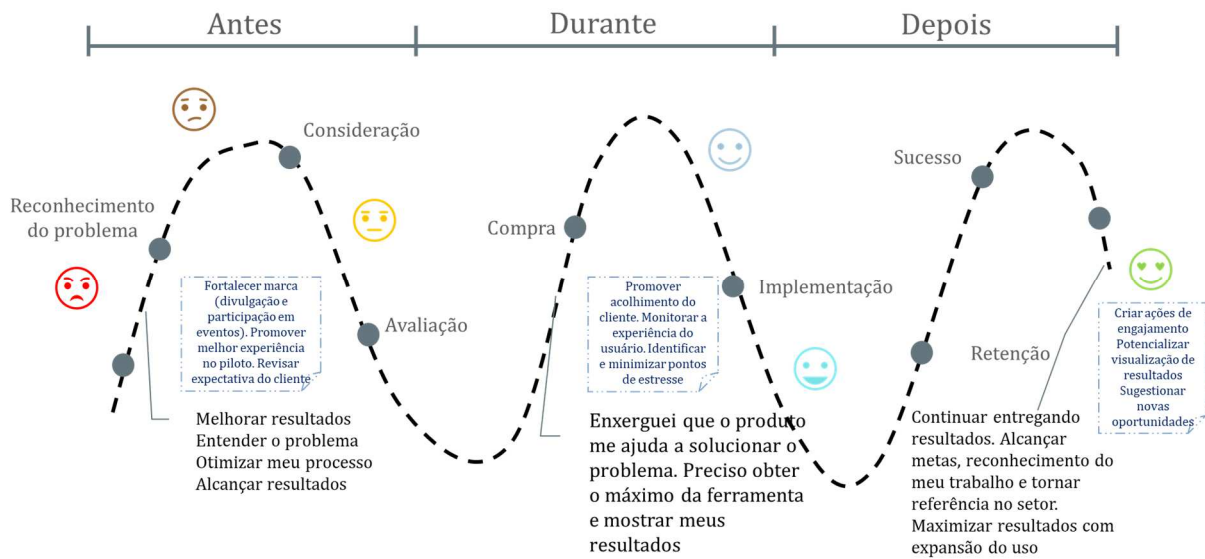 Antes
Durante
Depois
Consideração
Reconhecimento
do problema
Avaliação
Fortalecer marca
(divulgação e
participação em
eventos). Promover
melhor experiência
no piloto. Revisar
expectativa do cliente
Melhorar resultados
Entender o problema
Otimizar meu processo
Alcançar resultados
Compra
Implementação
Promover
acolhimento do
cliente. Monitorar a
experiência do
usuário. Identificar
e minimizar pontos
de estresse
Enxerguei que o produto
me ajuda a solucionar o
problema. Preciso obter
o máximo da ferramenta
e mostrar meus
resultados
Sucesso
Retenção
Criar ações de
engajamento
Potencializar
visualização de
resultados
Sugestionar
novas
oportunidades
Continuar entregando
resultados. Alcançar
metas, reconhecimento do
meu trabalho e tornar
referência no setor.
Maximizar resultados com
expansão do uso